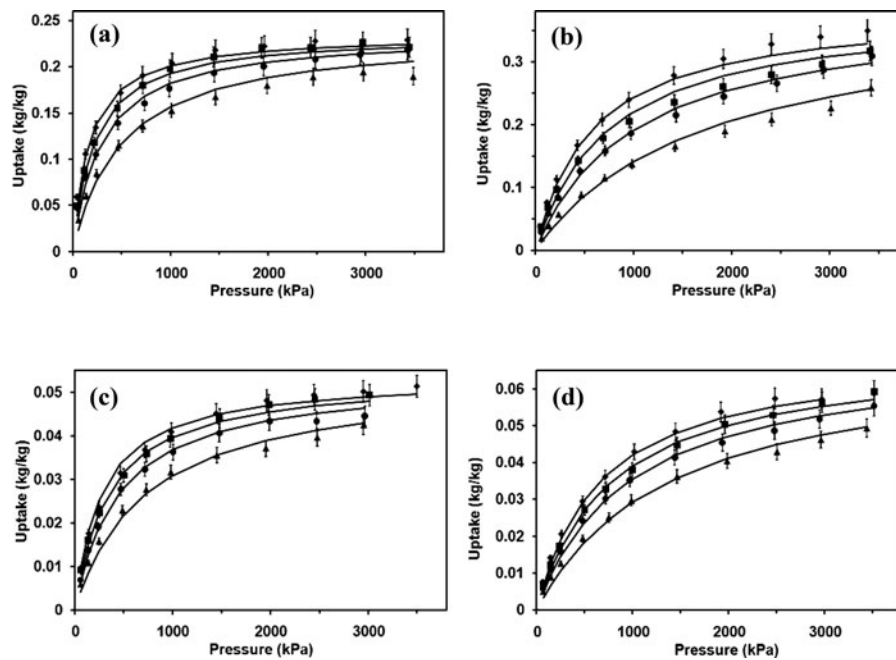 (a)
0.25
0.2
0.15
0.1
0.05
0
Uptake (kg/kg)
0 1000 2000 3000
Pressure (kPa)
(b)
0.3
0.2
0.1
0
Uptake (kg/kg)
0 1000 2000 3000
Pressure (kPa)
(c)
0.05
0.04
0.03
0.02
0.01
0
Uptake (kg/kg)
0 1000 2000 3000
Pressure (kPa)
(d)
0.06
0.05
0.04
0.03
0.02
0.01
0
Uptake (kg/kg)
0 1000 2000 3000
Pressure (kPa)